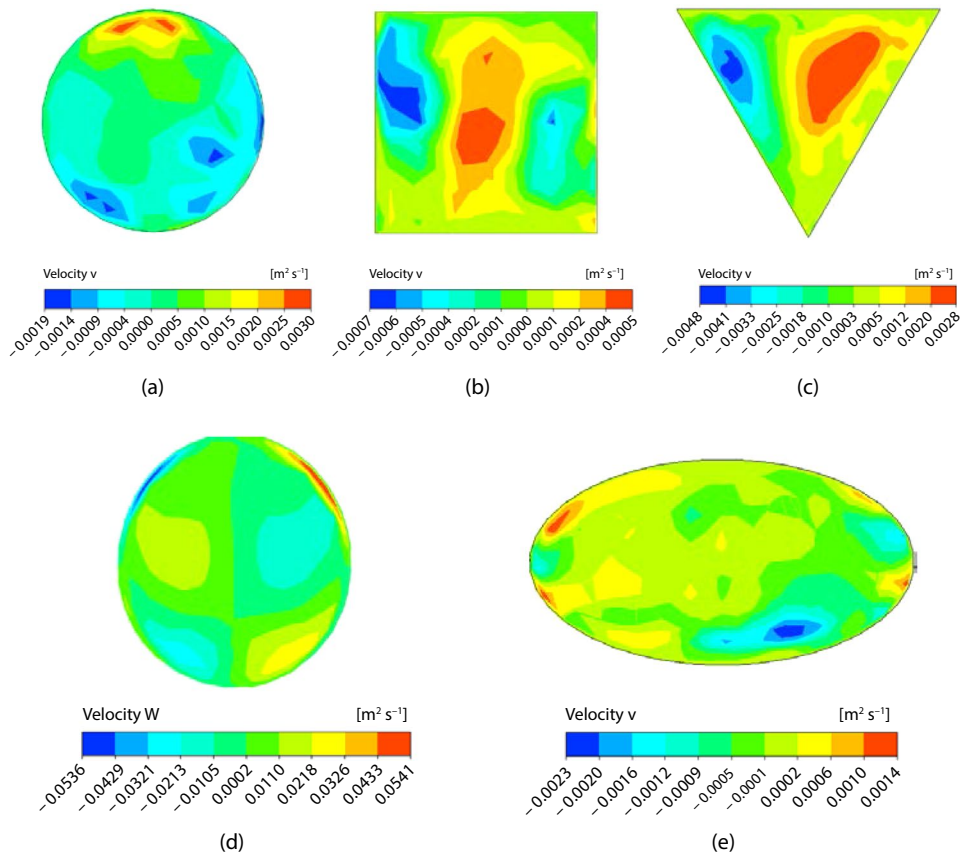 Velocity v [m² s⁻¹]
– 0.0019 – 0.0014 – 0.0009 – 0.0004 0.0000 0.0005 0.0010 0.0015 0.0020 0.0025 0.0030
(a)
Velocity v [m² s⁻¹]
– 0.0007 – 0.0006 – 0.0005 – 0.0004 – 0.0002 0.0001 0.0000 0.0001 0.0002 0.0004 0.0005
(b)
Velocity v [m² s⁻¹]
– 0.0048 – 0.0041 – 0.0033 – 0.0025 – 0.0018 – 0.0010 – 0.0003 0.0005 0.0012 0.0020 0.0028
(c)
Velocity W [m² s⁻¹]
– 0.0536 – 0.0429 – 0.0321 – 0.0213 – 0.0105 0.0002 0.0110 0.0218 0.0326 0.0433 0.0541
(d)
Velocity v [m² s⁻¹]
– 0.0023 – 0.0020 – 0.0016 – 0.0012 – 0.0009 – 0.0005 – 0.0001 0.0002 0.0006 0.0010 0.0014
(e)